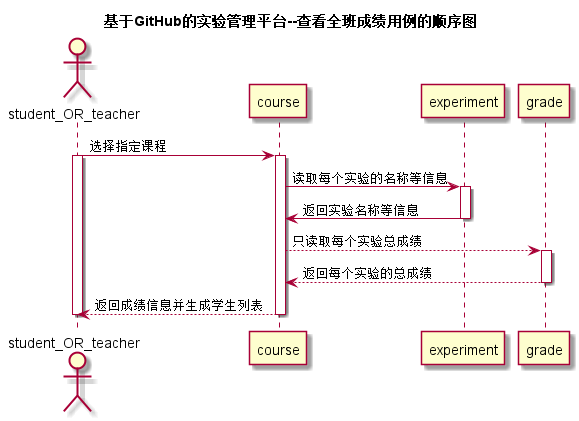 基于GitHub的实验管理平台--查看全班成绩用例的顺序图
student_OR_teacher
course
experiment
grade
选择指定课程
读取每个实验的名称等信息
返回实验名称等信息
只读取每个实验总成绩
返回每个实验的总成绩
返回成绩信息并生成学生列表
student_OR_teacher
course
experiment
grade